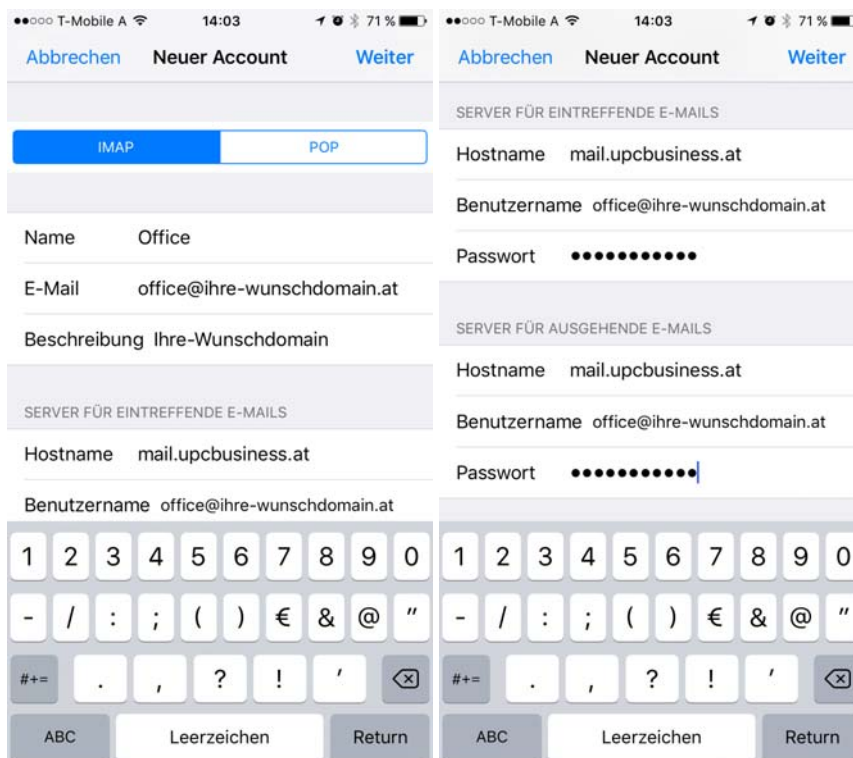 T-Mobile A 14:03 71 %
Abbrechen Neuer Account Weiter
IMAP POP
Name Office
E-Mail office@ihre-wunschdomain.at
Beschreibung Ihre-Wunschdomain
SERVER FÜR EINTREFFENDE E-MAILS
Hostname mail.upcbusiness.at
Benutzername office@ihre-wunschdomain.at
1 2 3 4 5 6 7 8 9 0
- / : ; ( ) € & @ "
#+= . , ? ! '
ABC Leerzeichen Return
T-Mobile A 14:03 71 %
Abbrechen Neuer Account Weiter
SERVER FÜR EINTREFFENDE E-MAILS
Hostname mail.upcbusiness.at
Benutzername office@ihre-wunschdomain.at
Passwort •••••••••••
SERVER FÜR AUSGEHENDE E-MAILS
Hostname mail.upcbusiness.at
Benutzername office@ihre-wunschdomain.at
Passwort •••••••••••
1 2 3 4 5 6 7 8 9 0
- / : ; ( ) € & @ "
#+= . , ? ! '
ABC Leerzeichen Return